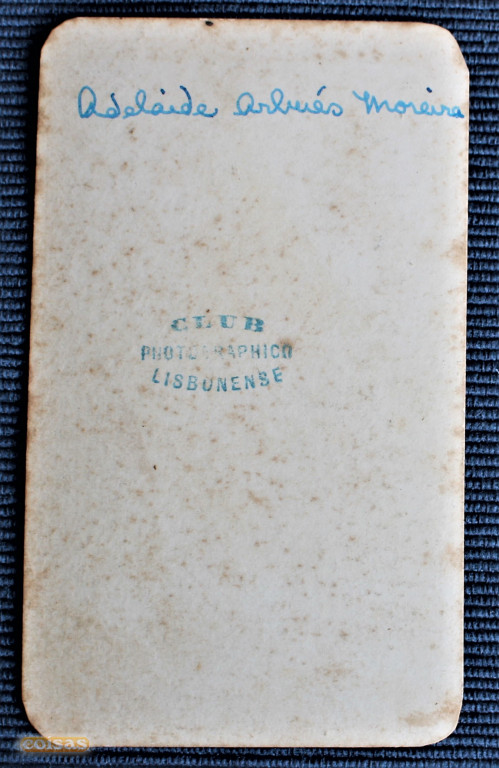 Adelaide Arbués Moreira
CLUB
PHOTOGRAPHICO
LISBONENSE
coisas